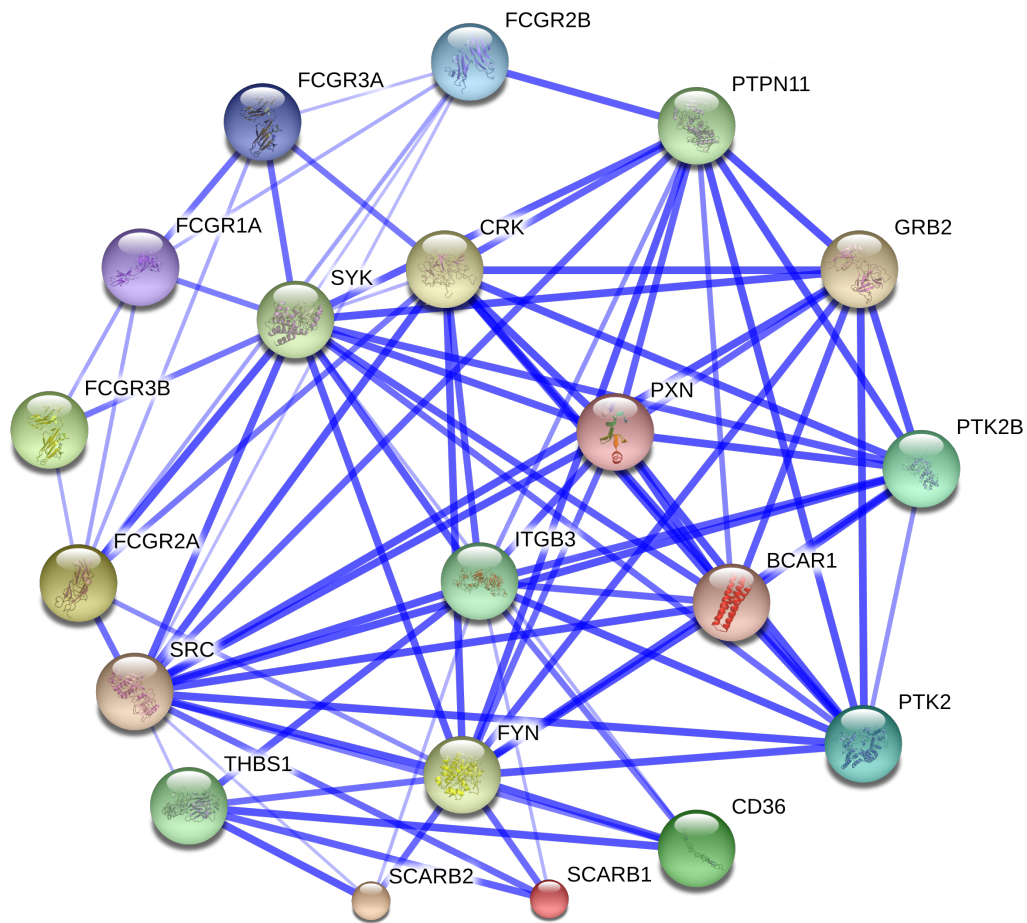 FCGR2B
FCGR3A
PTPN11
FCGR1A
CRK
GRB2
SYK
FCGR3B
PXN
PTK2B
FCGR2A
ITGB3
BCAR1
SRC
PTK2
FYN
THBS1
CD36
SCARB2
SCARB1